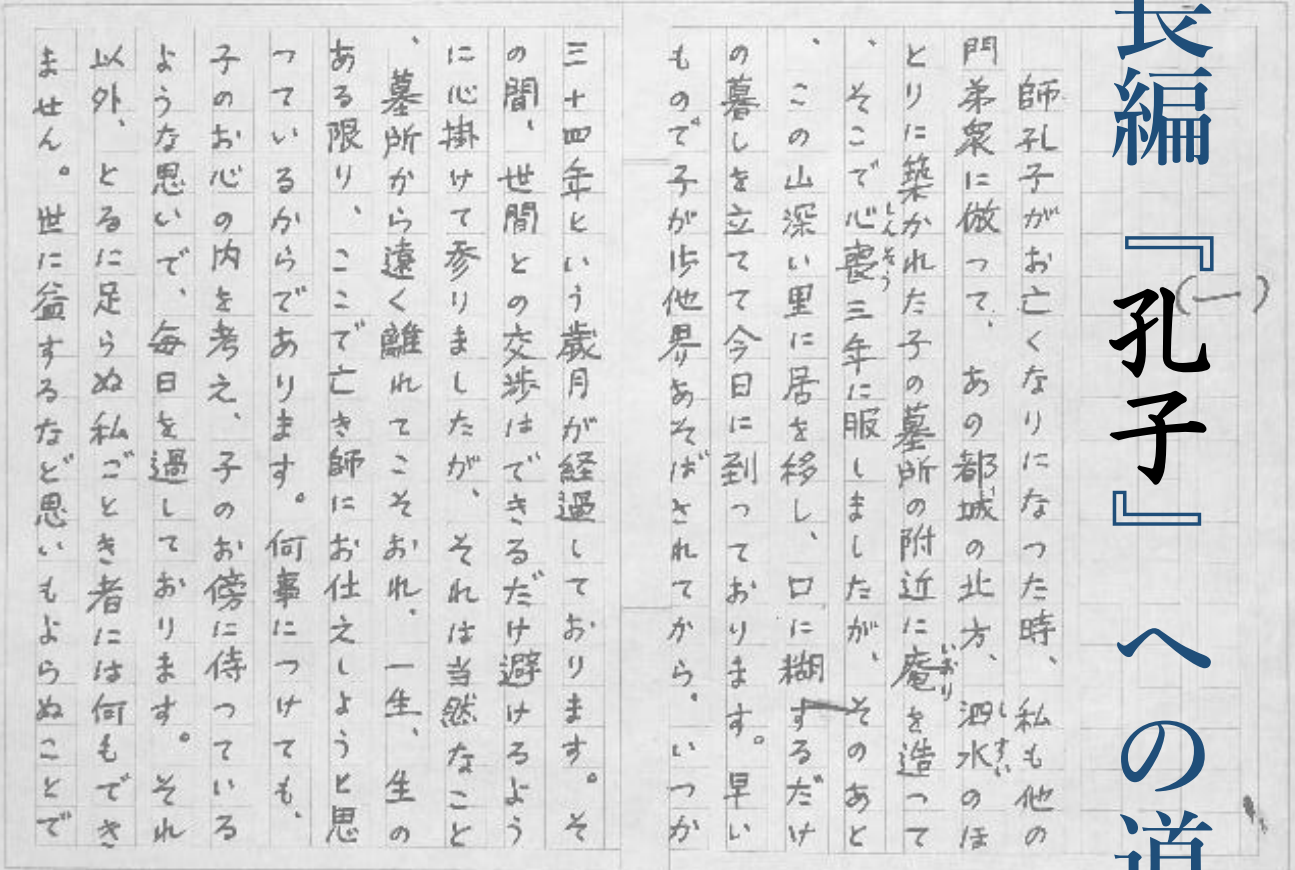 長編『孔子』への道
(一)
師孔子がお亡くなりになった時、私も他の
門弟衆に倣って、あの都城の北方、泗水のほ
しすい
とりに築かれた子の墓所の附近に庵を造って
いおり
、そこで心喪三年に服しましたが、そのあと
しんそう
、この山深い里に居を移し、口に糊するだけ
の暮しを立てて今日に到っております。早い
もので子が歩他界あそばされてから、いつか
三十四年という歳月が経過しております。そ
の間、世間との交渉はできるだけ避けるよう
に心掛けて参りましたが、それは当然なこと
、墓所から遠く離れてこそおれ、一生、生の
ある限り、ここで亡き師にお仕えしようと思
っているからであります。何事につけても、
子のお心の内を考え、子のお傍に侍っている
ような思いで、毎日を過しております。それ
以外、とるに足らぬ私ごとき者には何もでき
ません。世に益するなど思いもよらぬことで